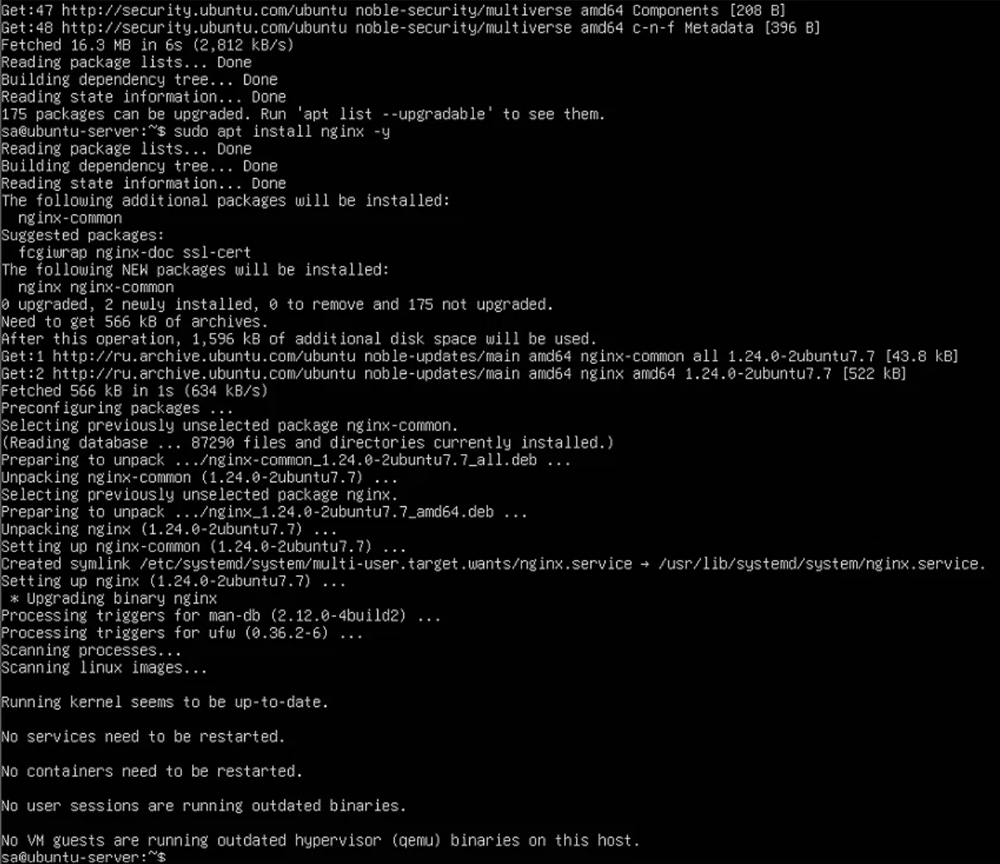 Get:47 http://security.ubuntu.com/ubuntu noble-security/multiverse amd64 Components [208 B]
Get:48 http://security.ubuntu.com/ubuntu noble-security/multiverse amd64 c-n-f Metadata [396 B]
Fetched 16.3 MB in 6s (2,812 kB/s)
Reading package lists... Done
Building dependency tree... Done
Reading state information... Done
175 packages can be upgraded. Run 'apt list --upgradable' to see them.
sa@ubuntu-server:~$ sudo apt install nginx -y
Reading package lists... Done
Building dependency tree... Done
Reading state information... Done
The following additional packages will be installed:
  nginx-common
Suggested packages:
  fcgiwrap nginx-doc ssl-cert
The following NEW packages will be installed:
  nginx nginx-common
0 upgraded, 2 newly installed, 0 to remove and 175 not upgraded.
Need to get 566 kB of archives.
After this operation, 1,596 kB of additional disk space will be used.
Get:1 http://ru.archive.ubuntu.com/ubuntu noble-updates/main amd64 nginx-common all 1.24.0-2ubuntu7.7 [43.8 kB]
Get:2 http://ru.archive.ubuntu.com/ubuntu noble-updates/main amd64 nginx amd64 1.24.0-2ubuntu7.7 [522 kB]
Fetched 566 kB in 1s (634 kB/s)
Preconfiguring packages ...
Selecting previously unselected package nginx-common.
(Reading database ... 87290 files and directories currently installed.)
Preparing to unpack .../nginx-common_1.24.0-2ubuntu7.7_all.deb ...
Unpacking nginx-common (1.24.0-2ubuntu7.7) ...
Selecting previously unselected package nginx.
Preparing to unpack .../nginx_1.24.0-2ubuntu7.7_amd64.deb ...
Unpacking nginx (1.24.0-2ubuntu7.7) ...
Setting up nginx-common (1.24.0-2ubuntu7.7) ...
Created symlink /etc/systemd/system/multi-user.target.wants/nginx.service → /usr/lib/systemd/system/nginx.service.
Setting up nginx (1.24.0-2ubuntu7.7) ...
 * Upgrading binary nginx
Processing triggers for man-db (2.12.0-4build2) ...
Processing triggers for ufw (0.36.2-6) ...
Scanning processes...
Scanning linux images...

Running kernel seems to be up-to-date.

No services need to be restarted.

No containers need to be restarted.

No user sessions are running outdated binaries.

No VM guests are running outdated hypervisor (qemu) binaries on this host.
sa@ubuntu-server:~$